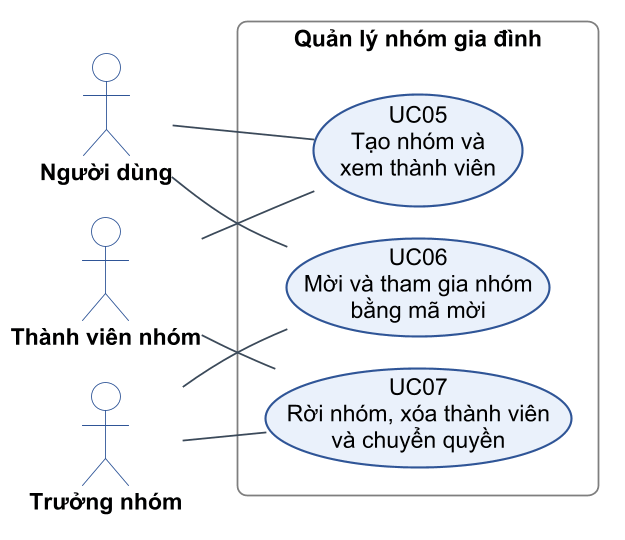 Quản lý nhóm gia đình
UC05
Tạo nhóm và
xem thành viên
Người dùng
UC06
Mời và tham gia nhóm
bằng mã mời
Thành viên nhóm
UC07
Rời nhóm, xóa thành viên
và chuyển quyền
Trưởng nhóm